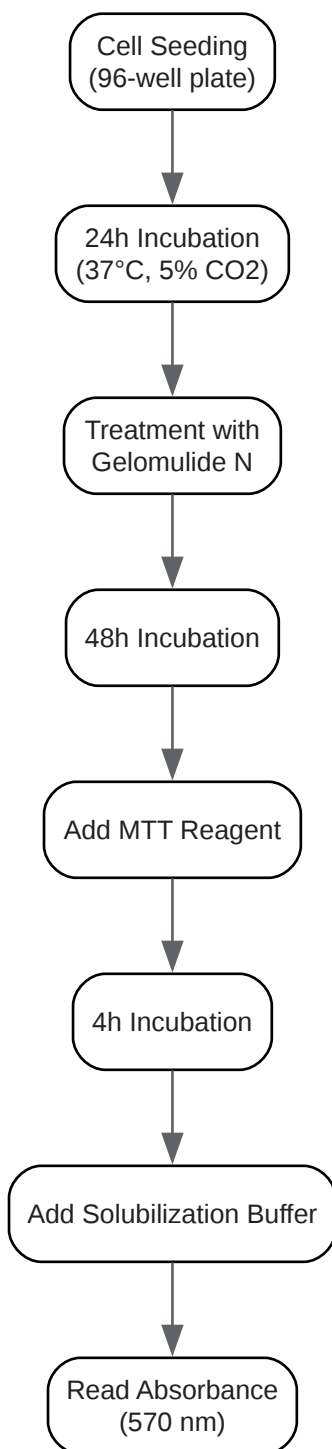 Cell Seeding
(96-well plate)
24h Incubation
(37°C, 5% CO2)
Treatment with
Gelomulide N
48h Incubation
Add MTT Reagent
4h Incubation
Add Solubilization Buffer
Read Absorbance
(570 nm)